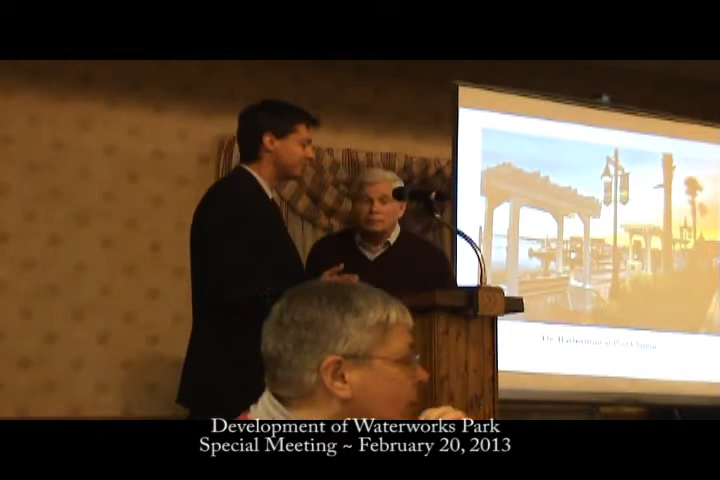 Development of Waterworks Park
Special Meeting ~ February 20, 2013